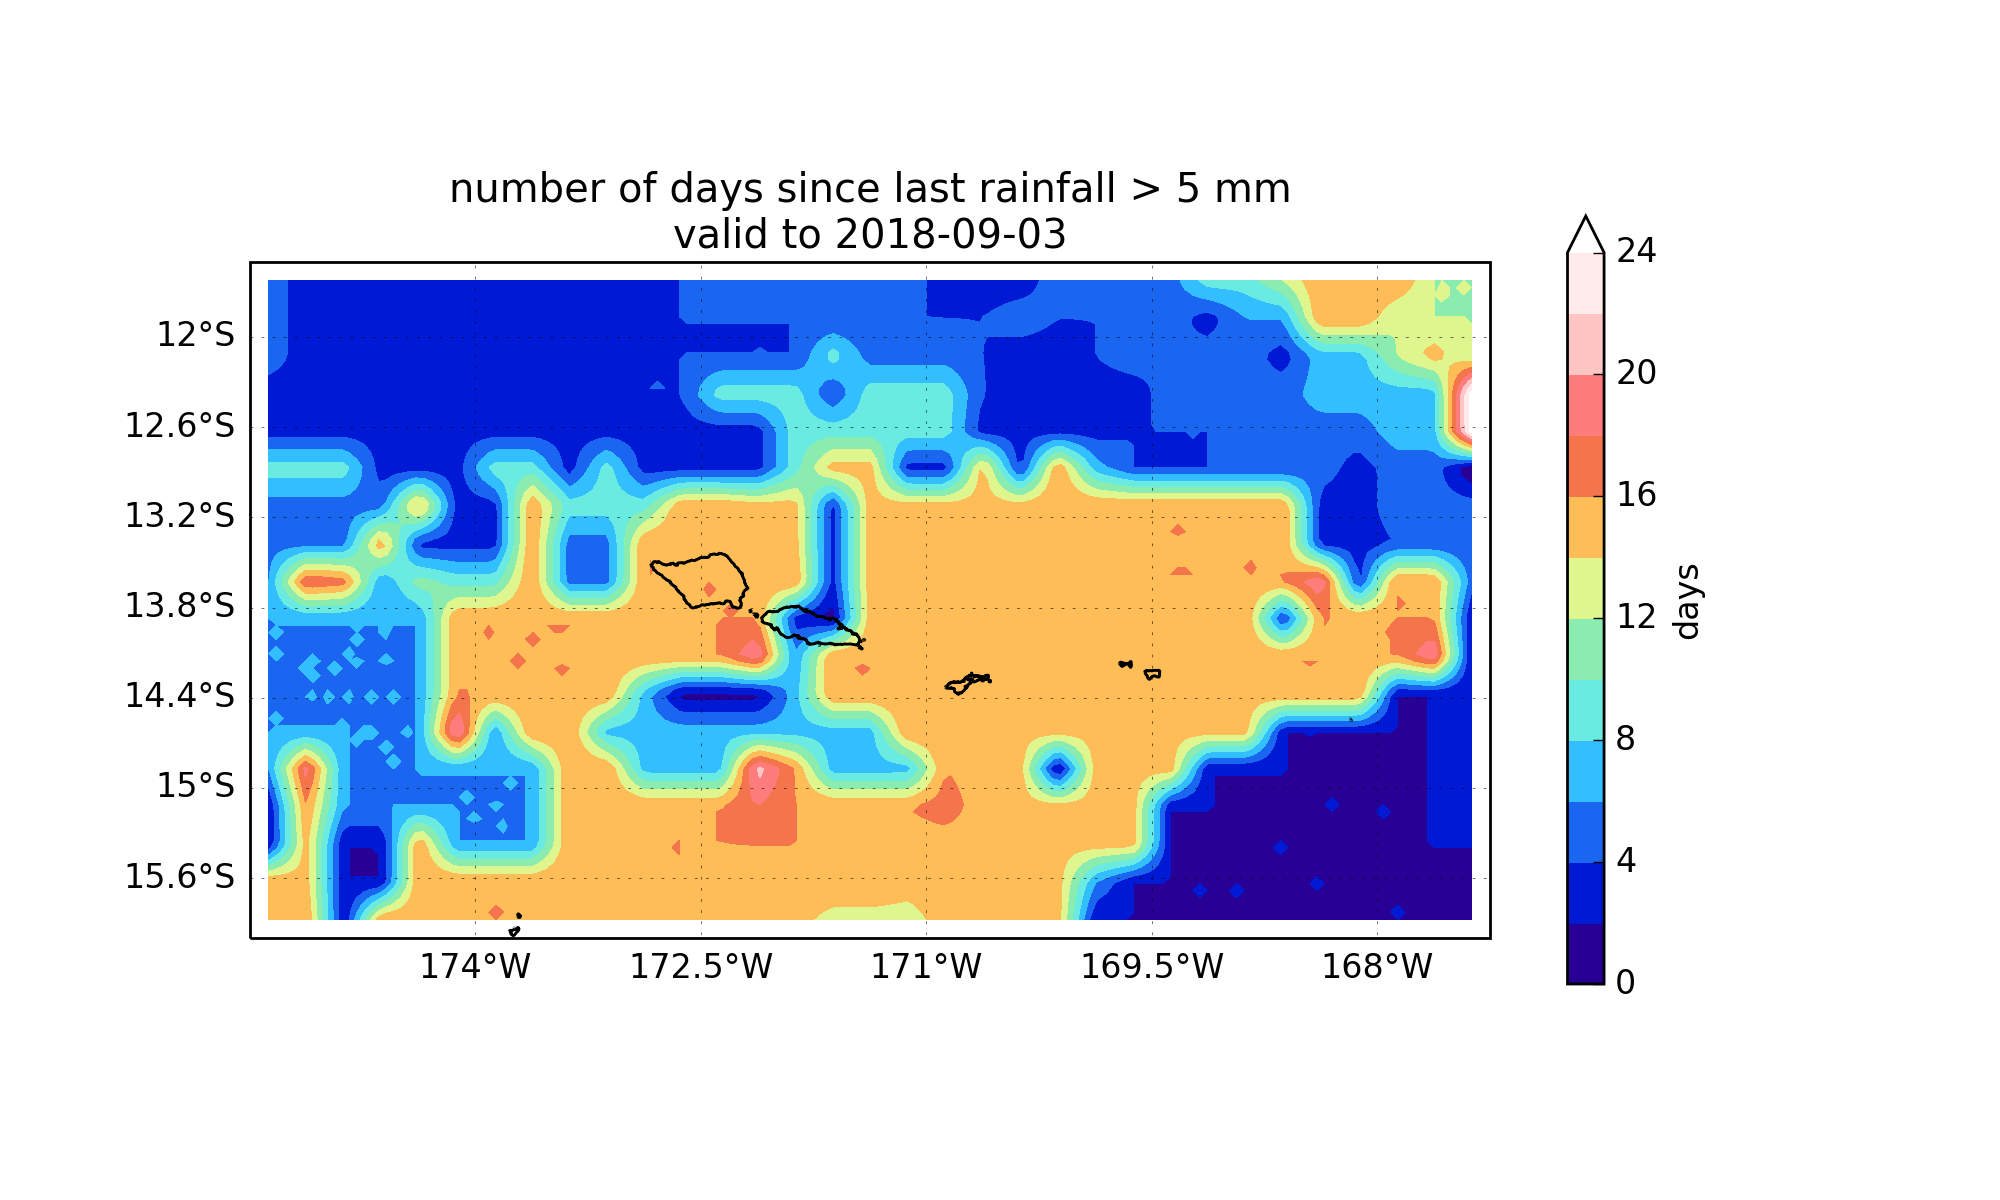 number of days since last rainfall > 5 mm
valid to 2018-09-03
12°S
12.6°S
13.2°S
13.8°S
14.4°S
15°S
15.6°S
174°W
172.5°W
171°W
169.5°W
168°W
24
20
16
12
8
4
0
days